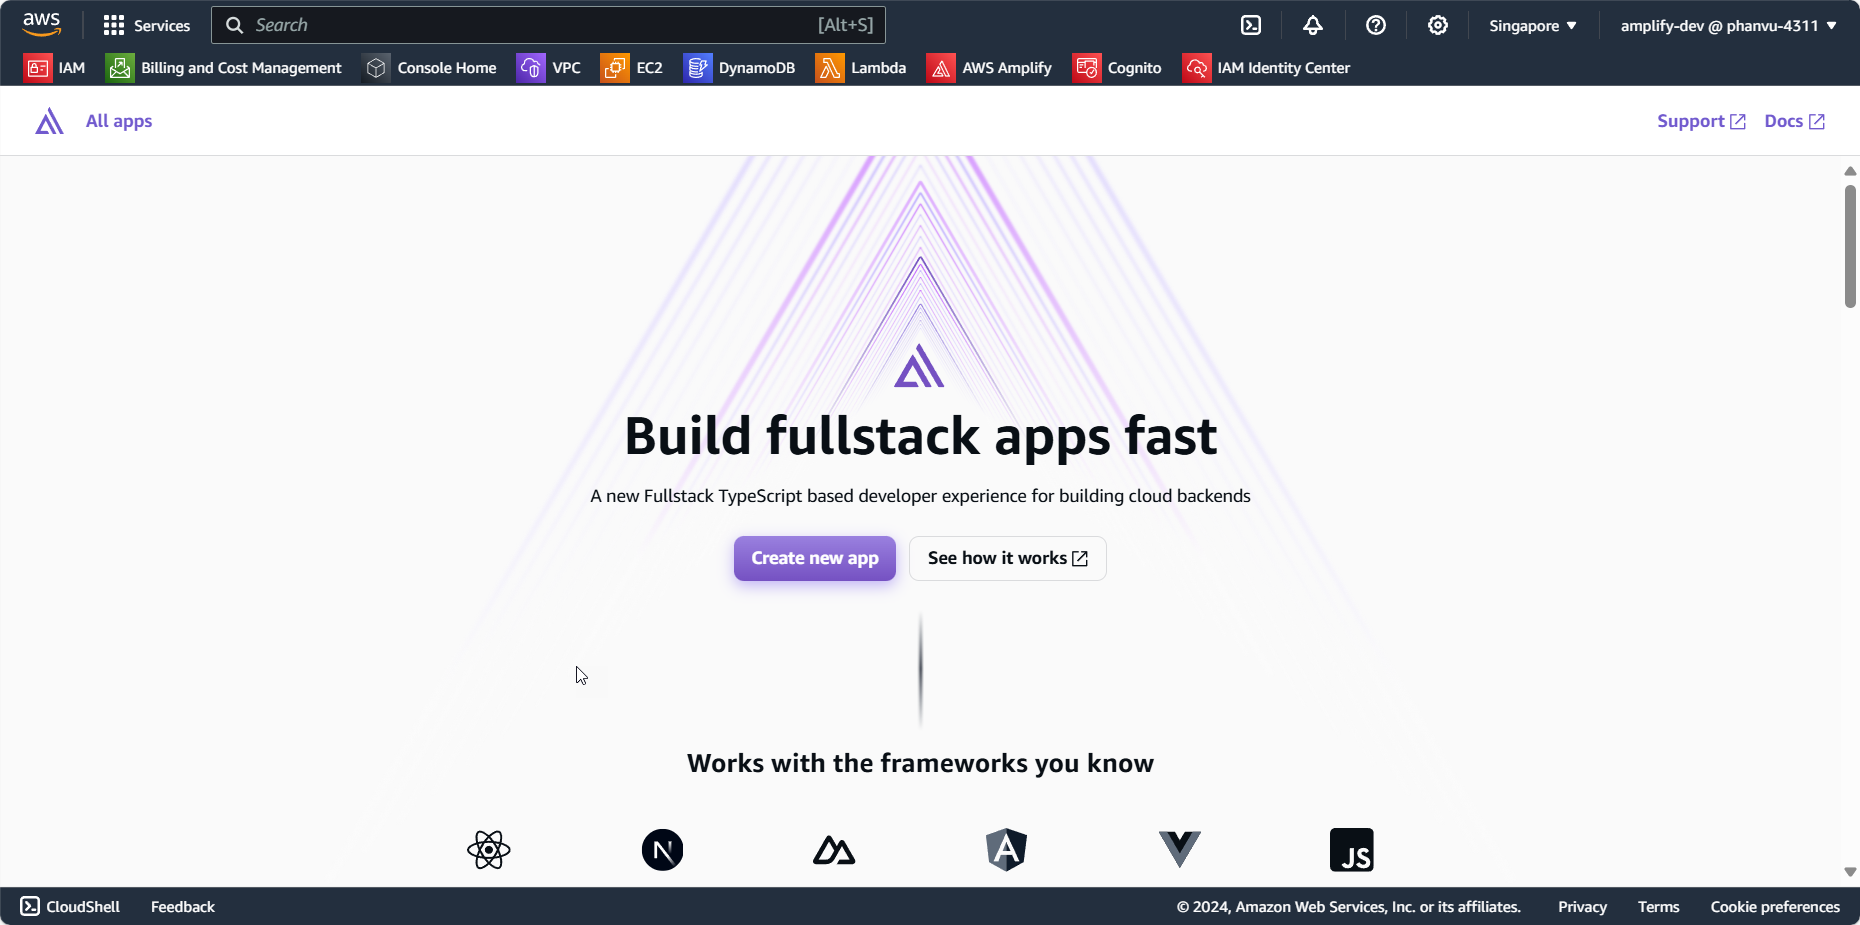 aws Services Search [Alt+S] Singapore amplify-dev @ phanvu-4311
IAM Billing and Cost Management Console Home VPC EC2 DynamoDB Lambda AWS Amplify Cognito IAM Identity Center
All apps Support Docs
Build fullstack apps fast
A new Fullstack TypeScript based developer experience for building cloud backends
Create new app See how it works
Works with the frameworks you know
N A JS
CloudShell Feedback © 2024, Amazon Web Services, Inc. or its affiliates. Privacy Terms Cookie preferences